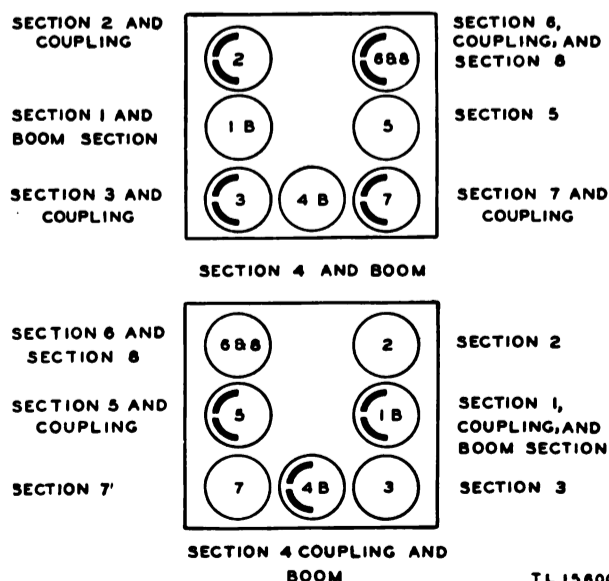 SECTION 2 AND
COUPLING
SECTION 1 AND
BOOM SECTION
SECTION 3 AND
COUPLING
2
6&8
1 B
5
3
4 B
7
SECTION 6,
COUPLING, AND
SECTION 8
SECTION 5
SECTION 7 AND
COUPLING
SECTION 4 AND BOOM
SECTION 6 AND
SECTION 8
SECTION 5 AND
COUPLING
SECTION 7'
6&8
2
5
1 B
7
4 B
3
SECTION 2
SECTION 1,
COUPLING, AND
BOOM SECTION
SECTION 3
SECTION 4 COUPLING AND
BOOM